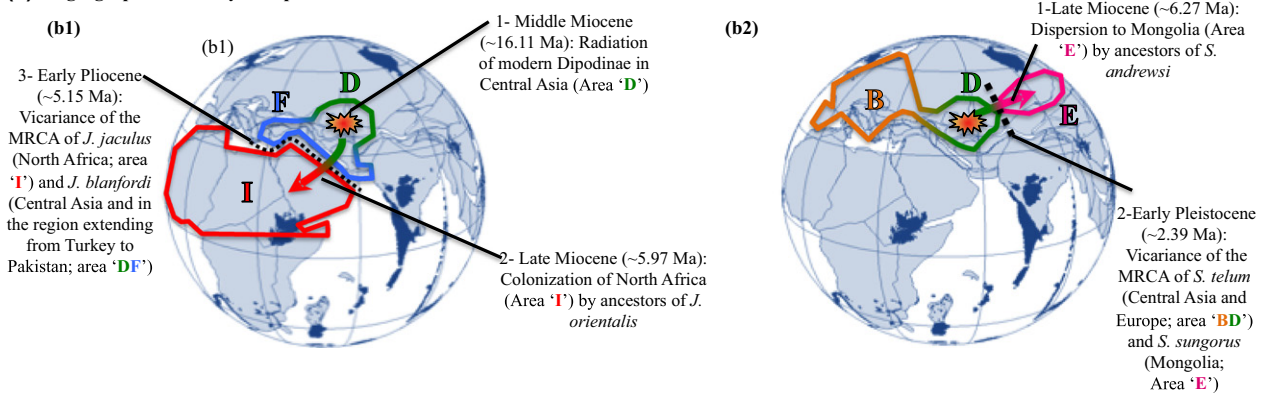 (b1)
(b1)
3- Early Pliocene
(~5.15 Ma):
Vicariance of the
MRCA of J. jaculus
(North Africa; area
‘I’) and J. blanfordi
(Central Asia and in
the region extending
from Turkey to
Pakistan; area ‘DF’)
1- Middle Miocene
(~16.11 Ma): Radiation
of modern Dipodinae in
Central Asia (Area ‘D’)
D
F
I
2- Late Miocene (~5.97 Ma):
Colonization of North Africa
(Area ‘I’) by ancestors of J.
orientalis
(b2)
1-Late Miocene (~6.27 Ma):
Dispersion to Mongolia (Area
‘E’) by ancestors of S.
andrewsi
B
D
E
2-Early Pleistocene
(~2.39 Ma):
Vicariance of the
MRCA of S. telum
(Central Asia and
Europe; area ‘BD’)
and S. sungorus
(Mongolia;
Area ‘E’)